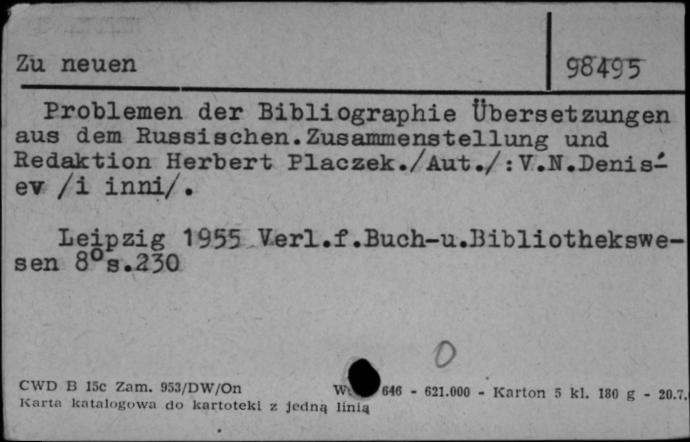 Zu neuen
98495
Problemen der Bibliographie Übersetzungen
aus dem Russischen.Zusammenstellung und
Redaktion Herbert Placzek./Aut./:V.N.Denis-
ev /i inni/.
Leipzig 1955 Verl.f.Buch-u.Bibliothekswe-
sen 8°s.230
0
CWD B 15c Zam. 953/DW/On 646 - 621.000 - Karton 5 kl. 180 g - 20.7.
Karta katalogowa do kartoteki z jedną linią